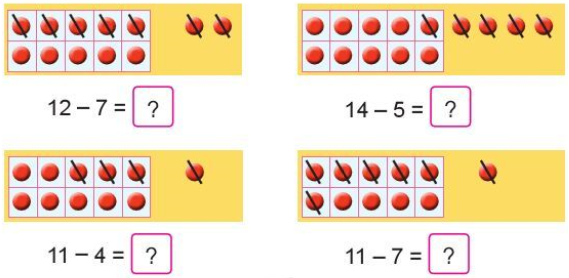 12 – 7 = ?
14 – 5 = ?
11 – 4 = ?
11 – 7 = ?